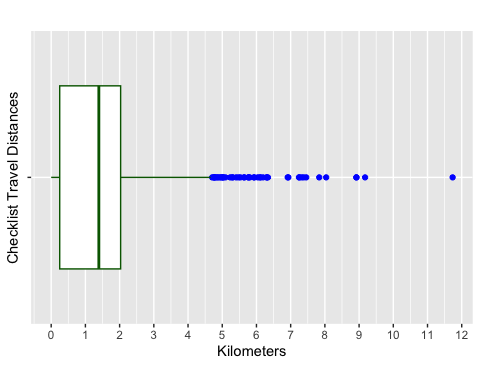 Checklist Travel Distances
0 1 2 3 4 5 6 7 8 9 10 11 12
Kilometers